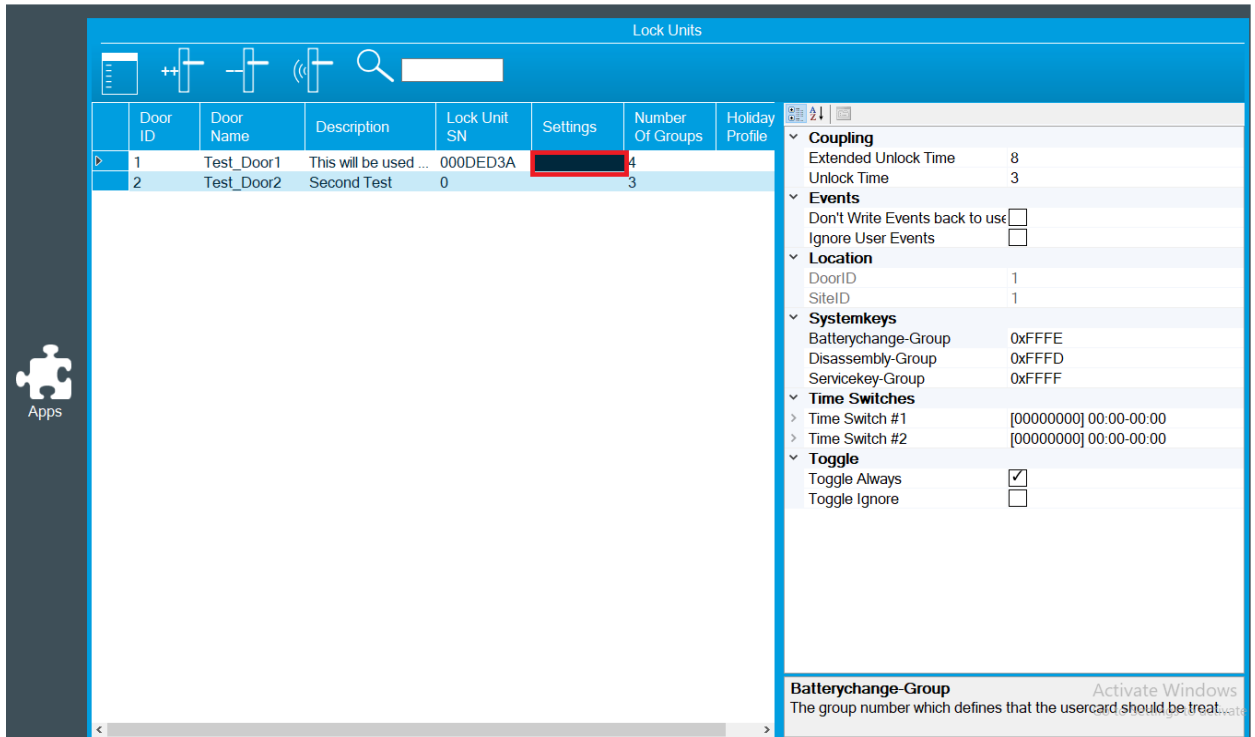 Lock Units
Door ID
Door Name
Description
Lock Unit SN
Settings
Number Of Groups
Holiday Profile
1 Test_Door1 This will be used ... 000DED3A 4
2 Test_Door2 Second Test 0 3
Apps
Coupling
Extended Unlock Time 8
Unlock Time 3
Events
Don't Write Events back to use
Ignore User Events
Location
DoorID 1
SiteID 1
Systemkeys
Batterychange-Group 0xFFFE
Disassembly-Group 0xFFFD
Servicekey-Group 0xFFFF
Time Switches
Time Switch #1 [00000000] 00:00-00:00
Time Switch #2 [00000000] 00:00-00:00
Toggle
Toggle Always
Toggle Ignore
Batterychange-Group
The group number which defines that the usercard should be treat...
Activate Windows